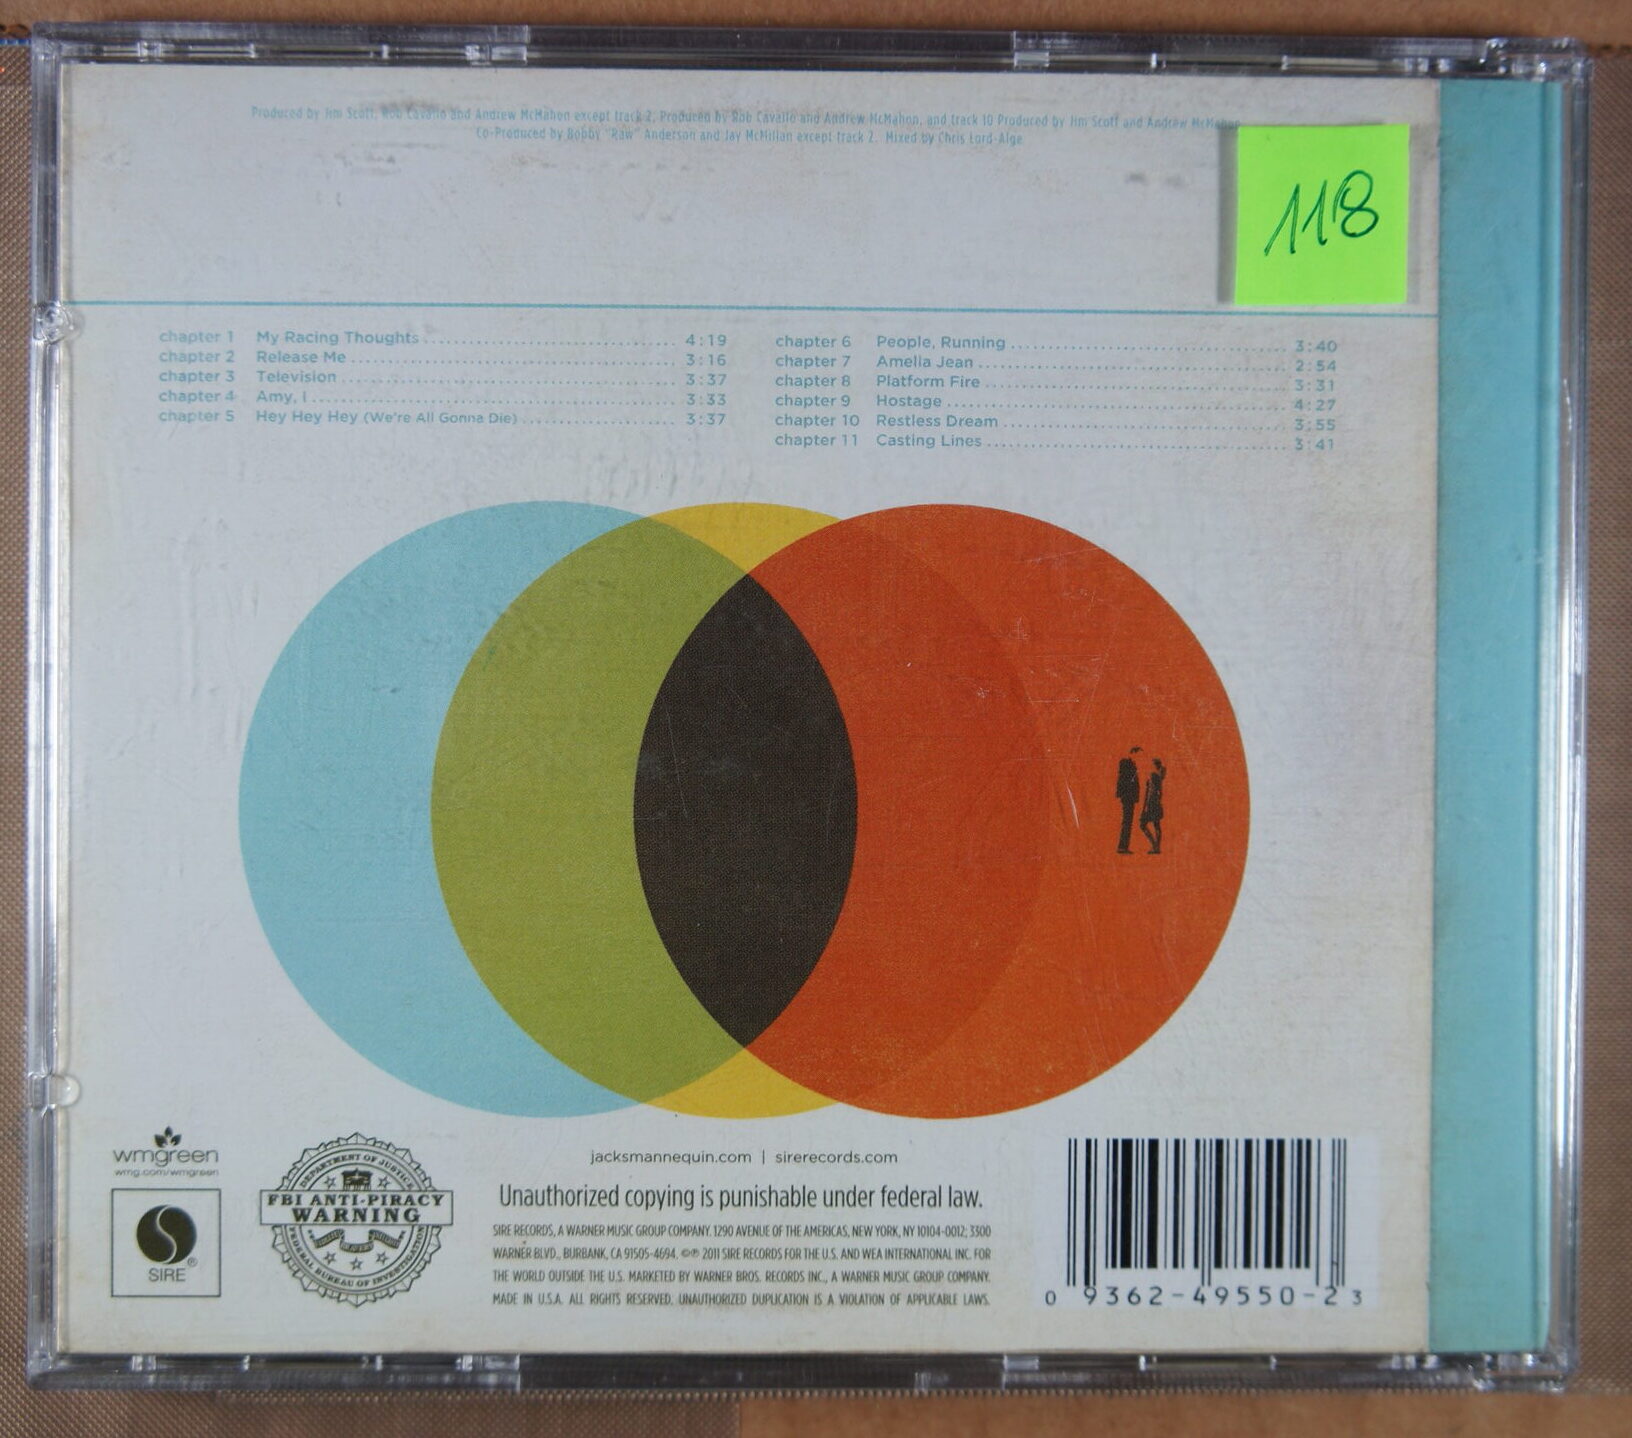 Produced by Jim Scott, Rob Cavallo and Andrew McMahon except track 2, Produced by Rob Cavallo and Andrew McMahon, and track 10 Produced by Jim Scott and Andrew McMahon
Co-Produced by Bobby "Raw" Anderson and Jay McMillan except track 2. Mixed by Chris Lord-Alge
118
chapter 1 My Racing Thoughts 4:19
chapter 2 Release Me 3:16
chapter 3 Television 3:37
chapter 4 Amy, I 3:33
chapter 5 Hey Hey Hey (We're All Gonna Die) 3:37
chapter 6 People, Running 3:40
chapter 7 Amelia Jean 2:54
chapter 8 Platform Fire 3:31
chapter 9 Hostage 4:27
chapter 10 Restless Dream 3:55
chapter 11 Casting Lines 3:41
wmgreen
wmg.com/wmgreen
SIRE®
DEPARTMENT OF JUSTICE
FBI ANTI-PIRACY
WARNING
FEDERAL BUREAU OF INVESTIGATION
jacksmannequin.com | sirerecords.com
Unauthorized copying is punishable under federal law.
SIRE RECORDS, A WARNER MUSIC GROUP COMPANY. 1290 AVENUE OF THE AMERICAS, NEW YORK, NY 10104-0012; 3300
WARNER BLVD., BURBANK, CA 91505-4694. ©℗ 2011 SIRE RECORDS FOR THE U.S. AND WEA INTERNATIONAL INC. FOR
THE WORLD OUTSIDE THE U.S. MARKETED BY WARNER BROS. RECORDS INC., A WARNER MUSIC GROUP COMPANY.
MADE IN U.S.A. ALL RIGHTS RESERVED. UNAUTHORIZED DUPLICATION IS A VIOLATION OF APPLICABLE LAWS.
0 9362-49550-2 3